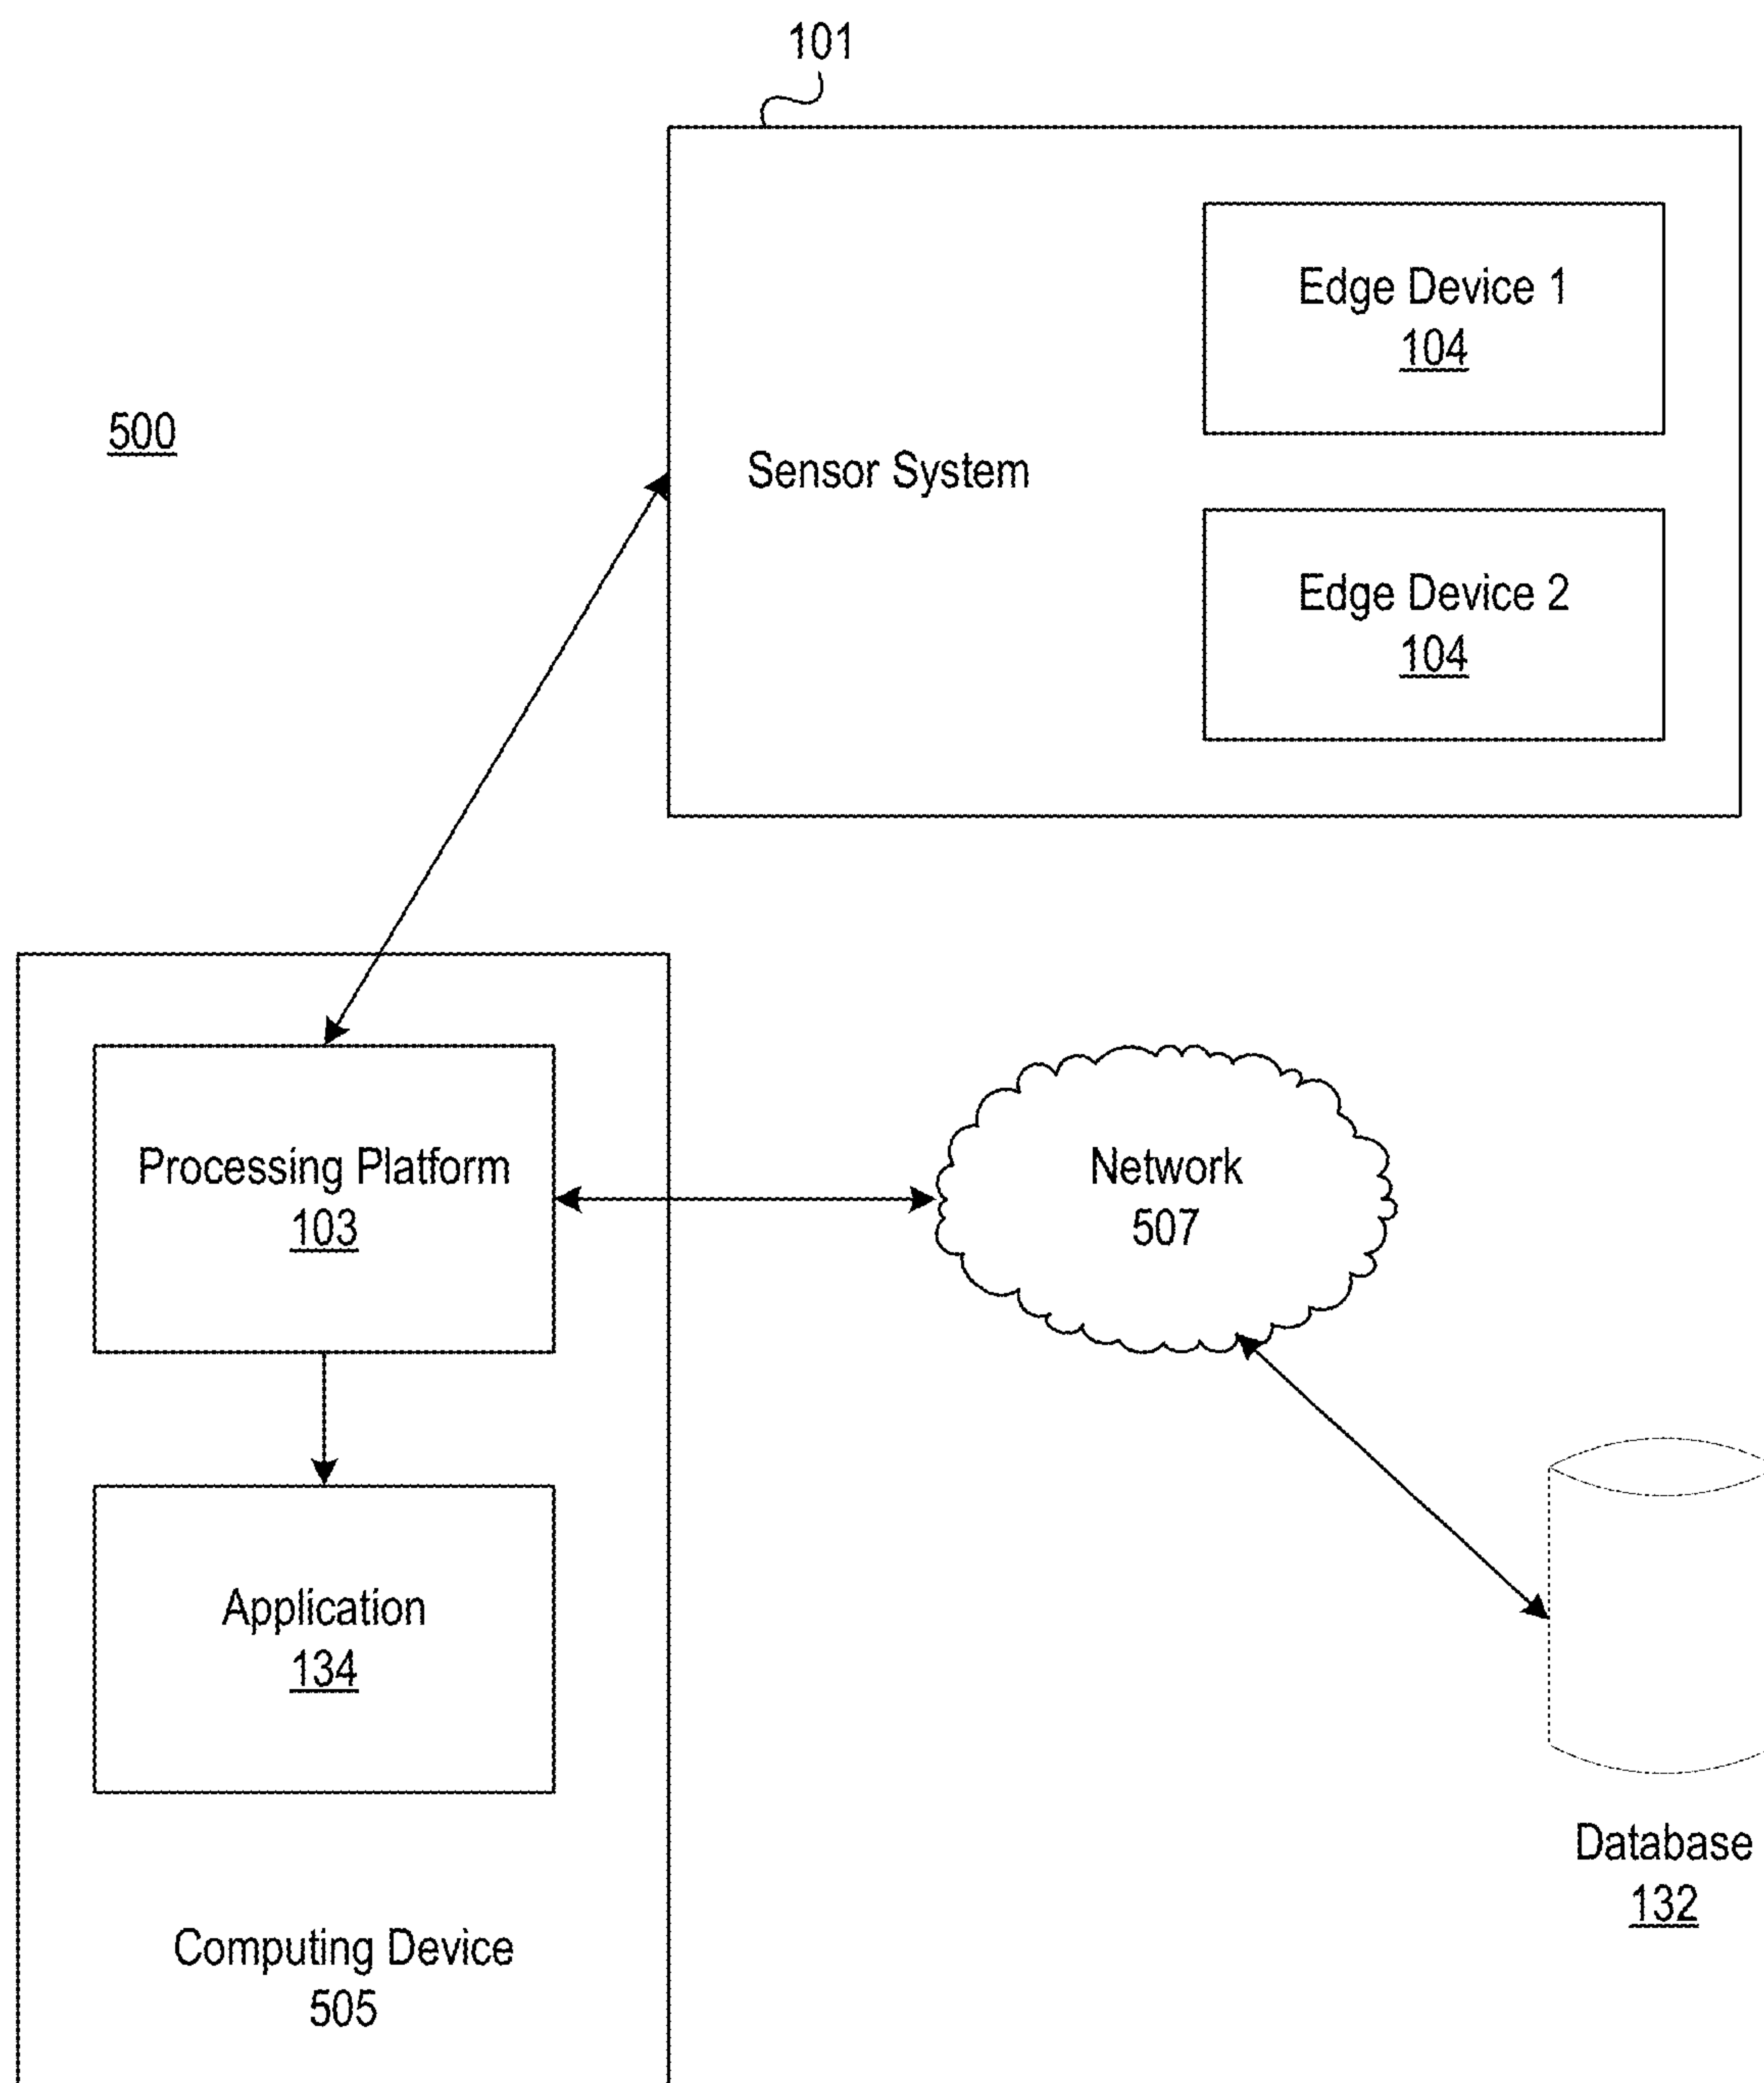 101
Edge Device 1
104
500
Sensor System
Edge Device 2
104
Processing Platform
103
Network
507
Application
134
Database
132
Computing Device
505